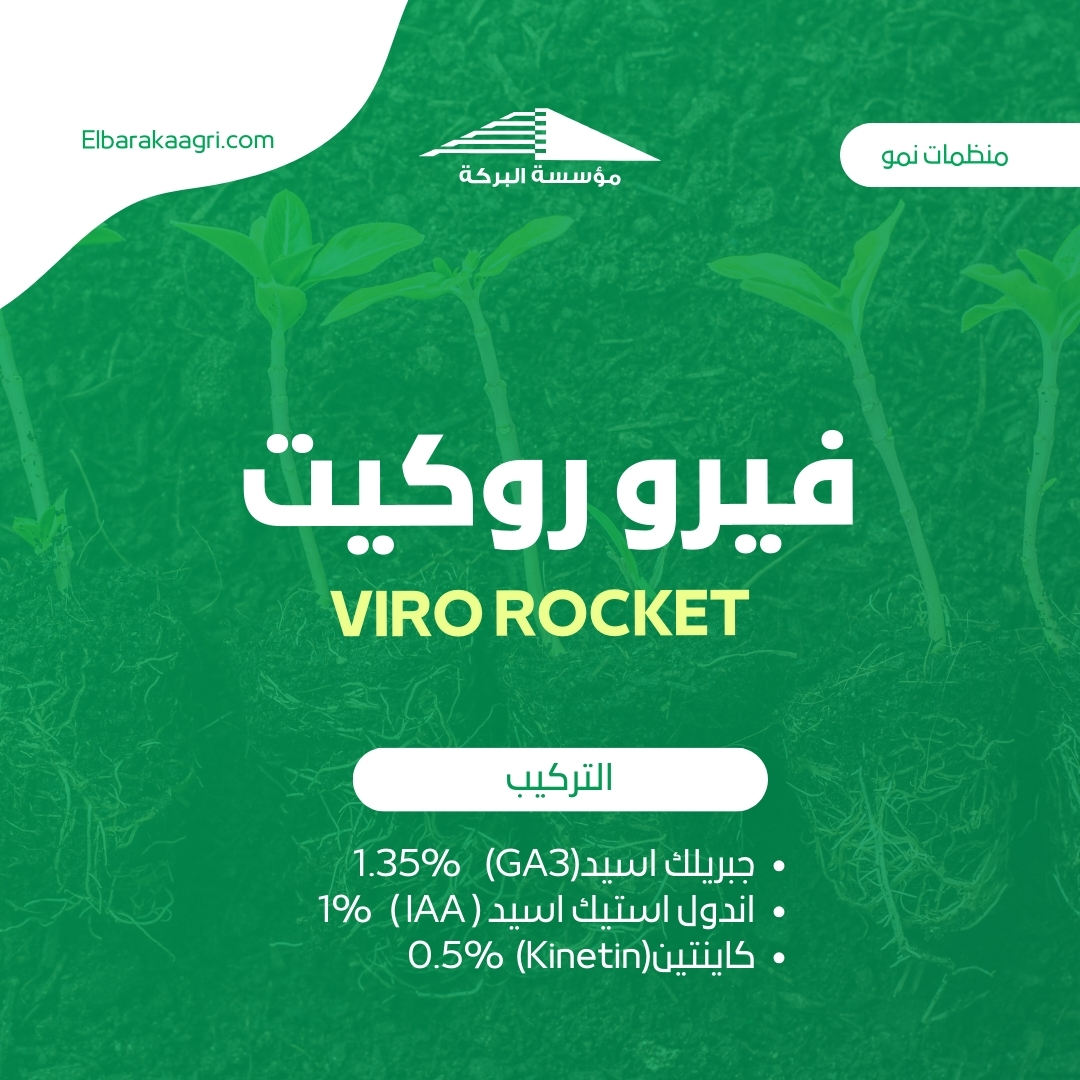 Elbarakaagri.com
مؤسسة البركة
منظمات نمو
فيرو روكيت
VIRO ROCKET
التركيب
• جبريلك اسيد(GA3) 1.35%
• اندول استيك اسيد ( IAA ) 1%
• كاينتين(Kinetin) 0.5%